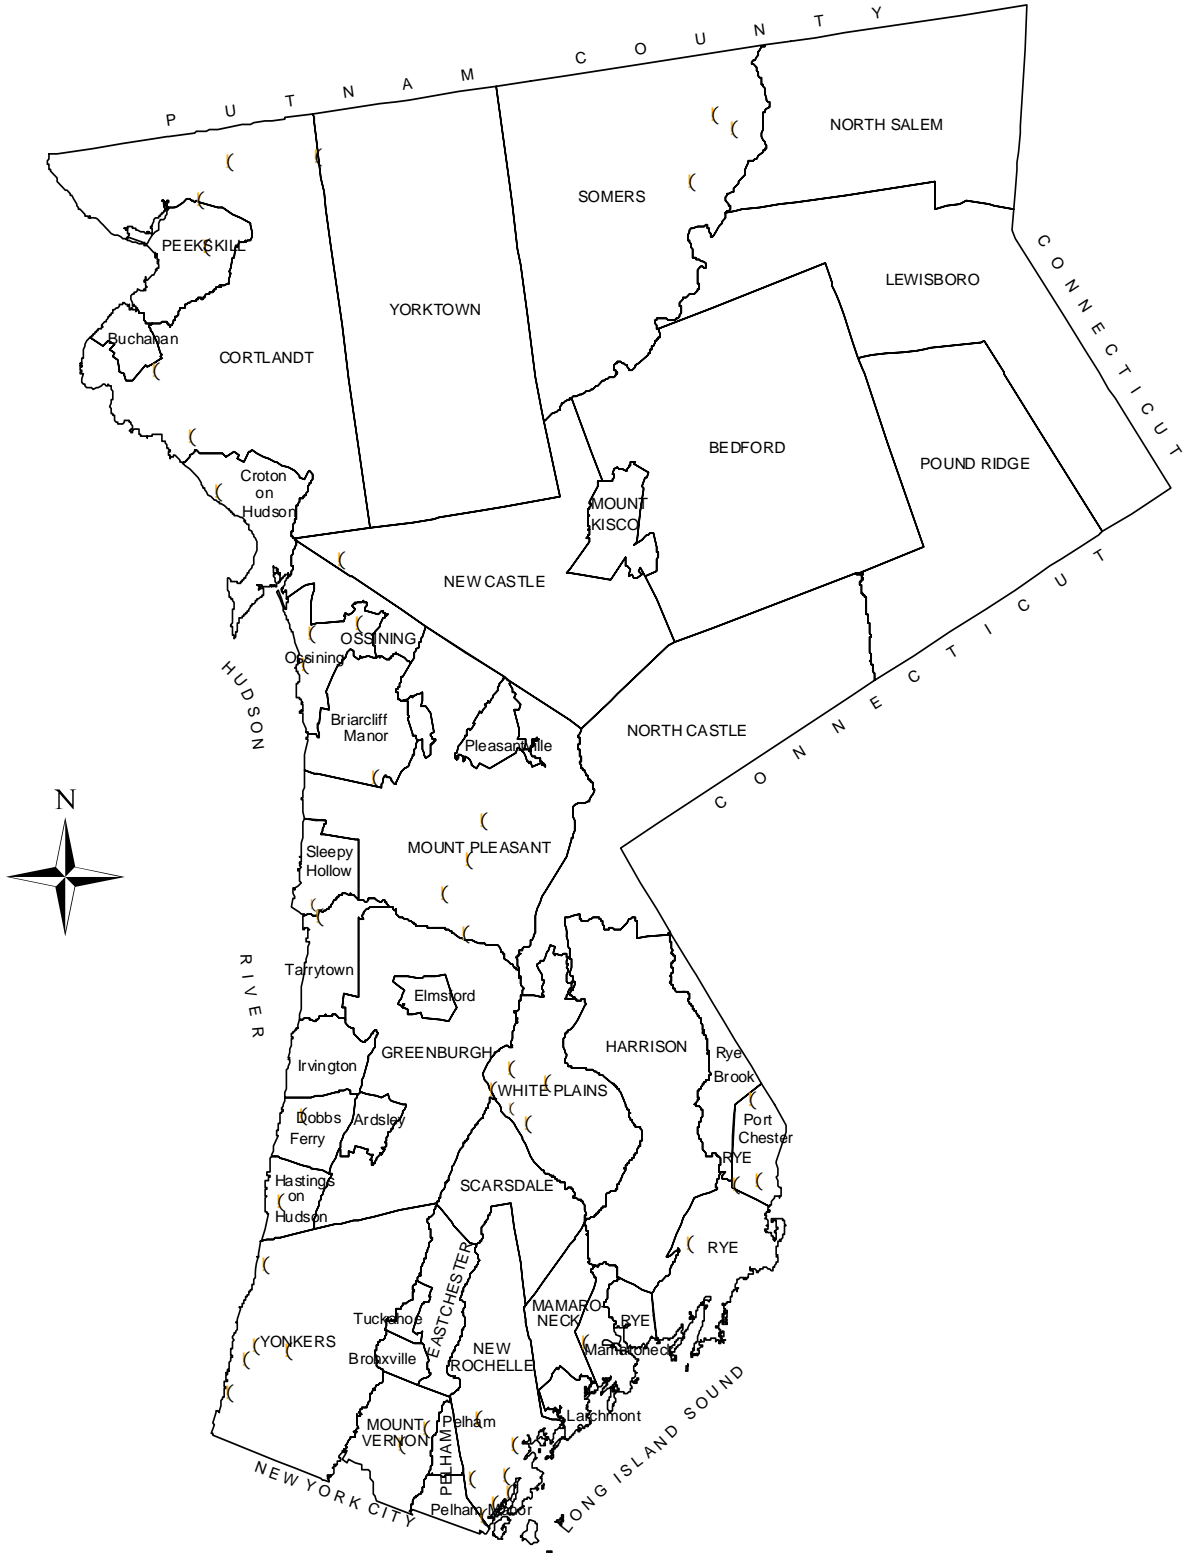 PUTNAM COUNTY
NORTH SALEM
SOMERS
PEEKSKILL
CONNECTICUT
LEWISBORO
YORKTOWN
Buchanan
CORTLANDT
BEDFORD
POUND RIDGE
Croton
on
Hudson
MOUNT
KISCO
NEW CASTLE
CONNECTICUT
OSSINING
Ossining
HUDSON
Briarcliff
Manor
NORTH CASTLE
Pleasantville
N
MOUNT PLEASANT
Sleepy
Hollow
RIVER
Tarrytown
Elmsford
GREENBURGH
HARRISON
Rye
Brook
Irvington
WHITE PLAINS
Dobbs
Ferry
Ardsley
Port
Chester
RYE
Hastings
on
Hudson
SCARSDALE
RYE
EASTCHESTER
MAMARO
NECK
RYE
Tuckahoe
YONKERS
Mamaroneck
Bronxville
NEW
ROCHELLE
Larchmont
MOUNT
VERNON
Pelham
PELHAM
LONG ISLAND SOUND
NEW YORK CITY
Pelham Manor